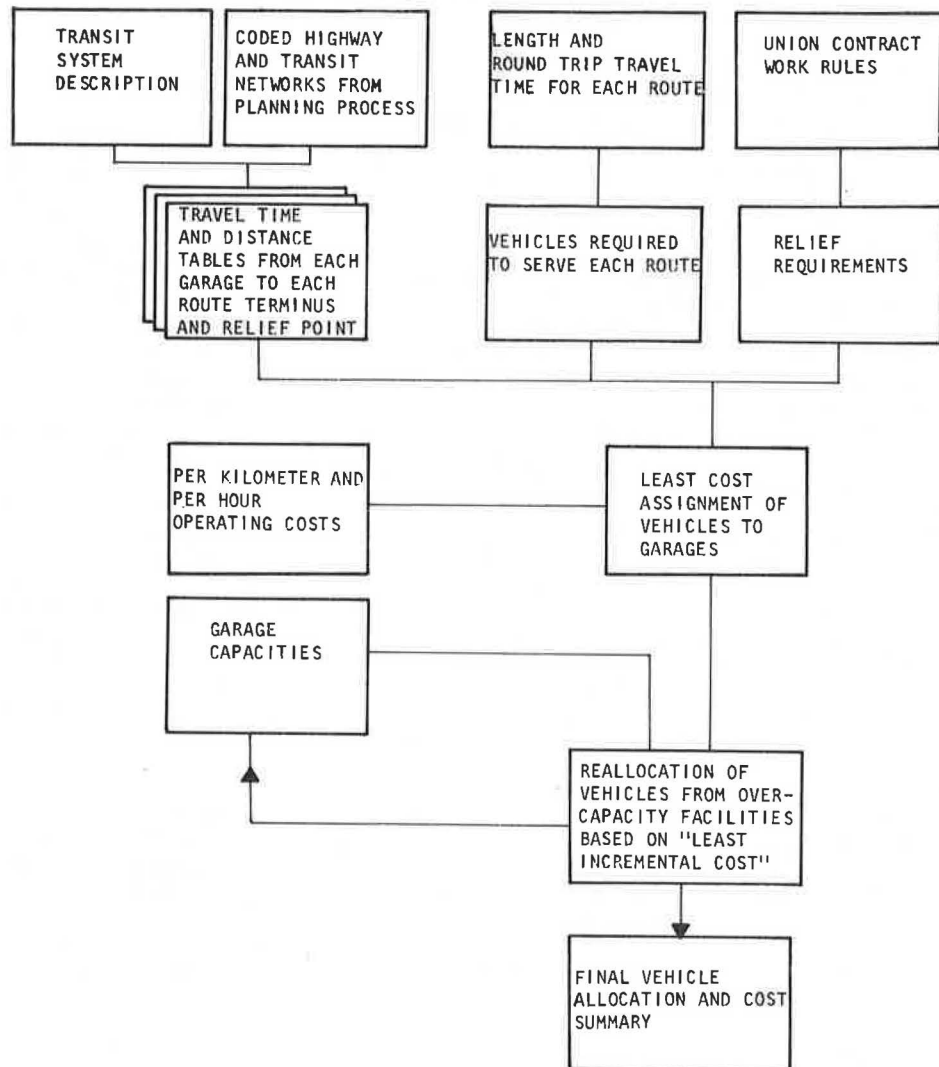 TRANSIT
SYSTEM
DESCRIPTION
CODED HIGHWAY
AND TRANSIT
NETWORKS FROM
PLANNING PROCESS
LENGTH AND
ROUND TRIP TRAVEL
TIME FOR EACH ROUTE
UNION CONTRACT
WORK RULES
TRAVEL TIME
AND DISTANCE
TABLES FROM EACH
GARAGE TO EACH
ROUTE TERMINUS
AND RELIEF POINT
VEHICLES REQUIRED
TO SERVE EACH ROUTE
RELIEF
REQUIREMENTS
PER KILOMETER AND
PER HOUR
OPERATING COSTS
LEAST COST
ASSIGNMENT OF
VEHICLES TO
GARAGES
GARAGE
CAPACITIES
REALLOCATION OF
VEHICLES FROM OVER-
CAPACITY FACILITIES
BASED ON "LEAST
INCREMENTAL COST"
FINAL VEHICLE
ALLOCATION AND COST
SUMMARY